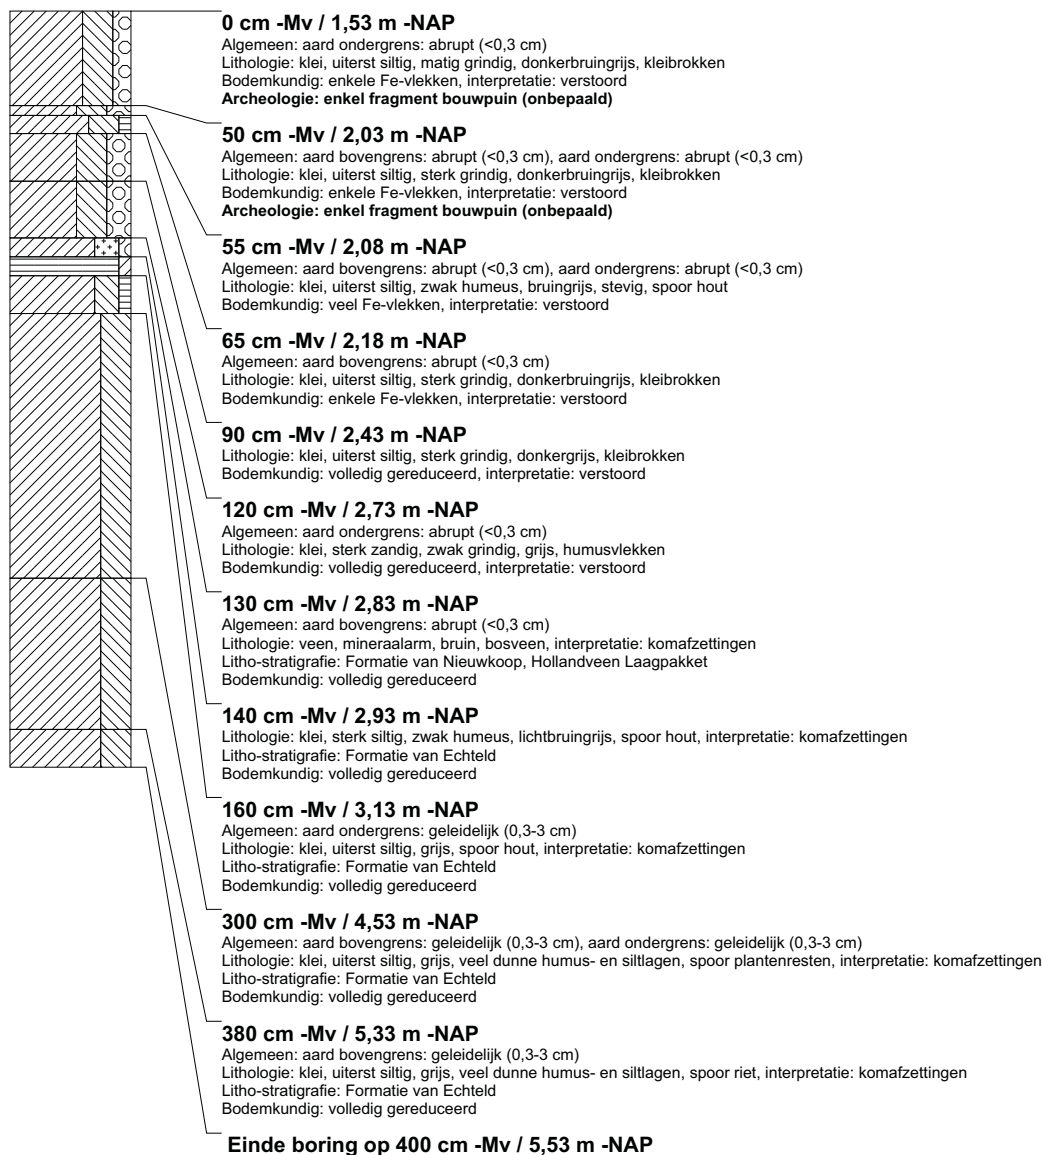 0 cm -Mv / 1,53 m -NAP
Algemeen: aard ondergrens: abrupt (<0,3 cm)
Lithologie: klei, uiterst siltig, matig grindig, donkerbruingrijs, kleibrokken
Bodemkundig: enkele Fe-vlekken, interpretatie: verstoord
Archeologie: enkel fragment bouwpuin (onbepaald)
50 cm -Mv / 2,03 m -NAP
Algemeen: aard bovengrens: abrupt (<0,3 cm), aard ondergrens: abrupt (<0,3 cm)
Lithologie: klei, uiterst siltig, sterk grindig, donkerbruingrijs, kleibrokken
Bodemkundig: enkele Fe-vlekken, interpretatie: verstoord
Archeologie: enkel fragment bouwpuin (onbepaald)
55 cm -Mv / 2,08 m -NAP
Algemeen: aard bovengrens: abrupt (<0,3 cm), aard ondergrens: abrupt (<0,3 cm)
Lithologie: klei, uiterst siltig, zwak humeus, bruingrijs, stevig, spoor hout
Bodemkundig: veel Fe-vlekken, interpretatie: verstoord
65 cm -Mv / 2,18 m -NAP
Algemeen: aard bovengrens: abrupt (<0,3 cm)
Lithologie: klei, uiterst siltig, sterk grindig, donkerbruingrijs, kleibrokken
Bodemkundig: enkele Fe-vlekken, interpretatie: verstoord
90 cm -Mv / 2,43 m -NAP
Lithologie: klei, uiterst siltig, sterk grindig, donkergrijs, kleibrokken
Bodemkundig: volledig gereduceerd, interpretatie: verstoord
120 cm -Mv / 2,73 m -NAP
Algemeen: aard ondergrens: abrupt (<0,3 cm)
Lithologie: klei, sterk zandig, zwak grindig, grijs, humusvlekken
Bodemkundig: volledig gereduceerd, interpretatie: verstoord
130 cm -Mv / 2,83 m -NAP
Algemeen: aard bovengrens: abrupt (<0,3 cm)
Lithologie: veen, mineraalarm, bruin, bosveen, interpretatie: komafzettingen
Litho-stratigrafie: Formatie van Nieuwkoop, Hollandveen Laagpakket
Bodemkundig: volledig gereduceerd
140 cm -Mv / 2,93 m -NAP
Lithologie: klei, sterk siltig, zwak humeus, lichtbruingrijs, spoor hout, interpretatie: komafzettingen
Litho-stratigrafie: Formatie van Echteld
Bodemkundig: volledig gereduceerd
160 cm -Mv / 3,13 m -NAP
Algemeen: aard ondergrens: geleidelijk (0,3-3 cm)
Lithologie: klei, uiterst siltig, grijs, spoor hout, interpretatie: komafzettingen
Litho-stratigrafie: Formatie van Echteld
Bodemkundig: volledig gereduceerd
300 cm -Mv / 4,53 m -NAP
Algemeen: aard bovengrens: geleidelijk (0,3-3 cm), aard ondergrens: geleidelijk (0,3-3 cm)
Lithologie: klei, uiterst siltig, grijs, veel dunne humus- en siltlagen, spoor plantenresten, interpretatie: komafzettingen
Litho-stratigrafie: Formatie van Echteld
Bodemkundig: volledig gereduceerd
380 cm -Mv / 5,33 m -NAP
Algemeen: aard bovengrens: geleidelijk (0,3-3 cm)
Lithologie: klei, uiterst siltig, grijs, veel dunne humus- en siltlagen, spoor riet, interpretatie: komafzettingen
Litho-stratigrafie: Formatie van Echteld
Bodemkundig: volledig gereduceerd
Einde boring op 400 cm -Mv / 5,53 m -NAP